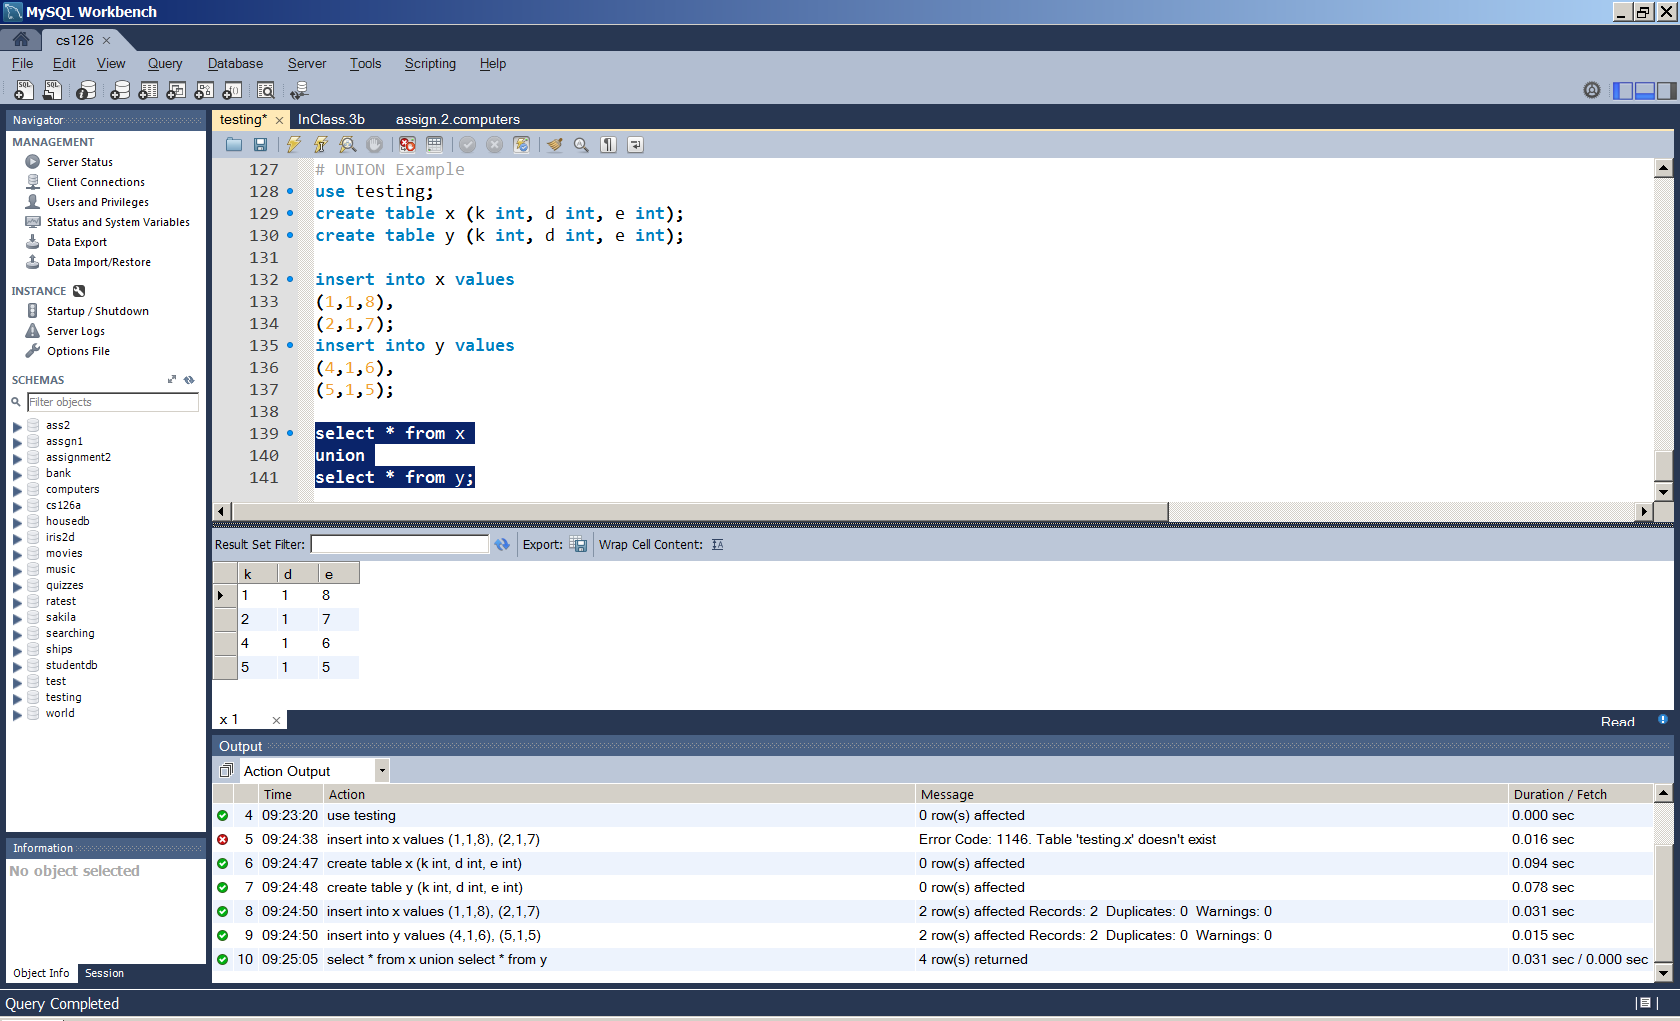 MySQL Workbench
cs126
File Edit View Query Database Server Tools Scripting Help
Navigator
MANAGEMENT
Server Status
Client Connections
Users and Privileges
Status and System Variables
Data Export
Data Import/Restore
INSTANCE
Startup / Shutdown
Server Logs
Options File
SCHEMAS
Filter objects
ass2
assgn1
assignment2
bank
computers
cs126a
housedb
iris2d
movies
music
quizzes
ratest
sakila
searching
ships
studentdb
test
testing
world
Information
No object selected
Object Info Session
testing* InClass.3b assign.2.computers
127 # UNION Example
128 use testing;
129 create table x (k int, d int, e int);
130 create table y (k int, d int, e int);
131
132 insert into x values
133 (1,1,8),
134 (2,1,7);
135 insert into y values
136 (4,1,6),
137 (5,1,5);
138
139 select * from x
140 union
141 select * from y;
Result Set Filter: Export: Wrap Cell Content:
k d e
1 1 8
2 1 7
4 1 6
5 1 5
x 1
Read
Output
Action Output
Time Action Message Duration / Fetch
4 09:23:20 use testing 0 row(s) affected 0.000 sec
5 09:24:38 insert into x values (1,1,8), (2,1,7) Error Code: 1146. Table 'testing.x' doesn't exist 0.016 sec
6 09:24:47 create table x (k int, d int, e int) 0 row(s) affected 0.094 sec
7 09:24:48 create table y (k int, d int, e int) 0 row(s) affected 0.078 sec
8 09:24:50 insert into x values (1,1,8), (2,1,7) 2 row(s) affected Records: 2 Duplicates: 0 Warnings: 0 0.031 sec
9 09:24:50 insert into y values (4,1,6), (5,1,5) 2 row(s) affected Records: 2 Duplicates: 0 Warnings: 0 0.015 sec
10 09:25:05 select * from x union select * from y 4 row(s) returned 0.031 sec / 0.000 sec
Query Completed